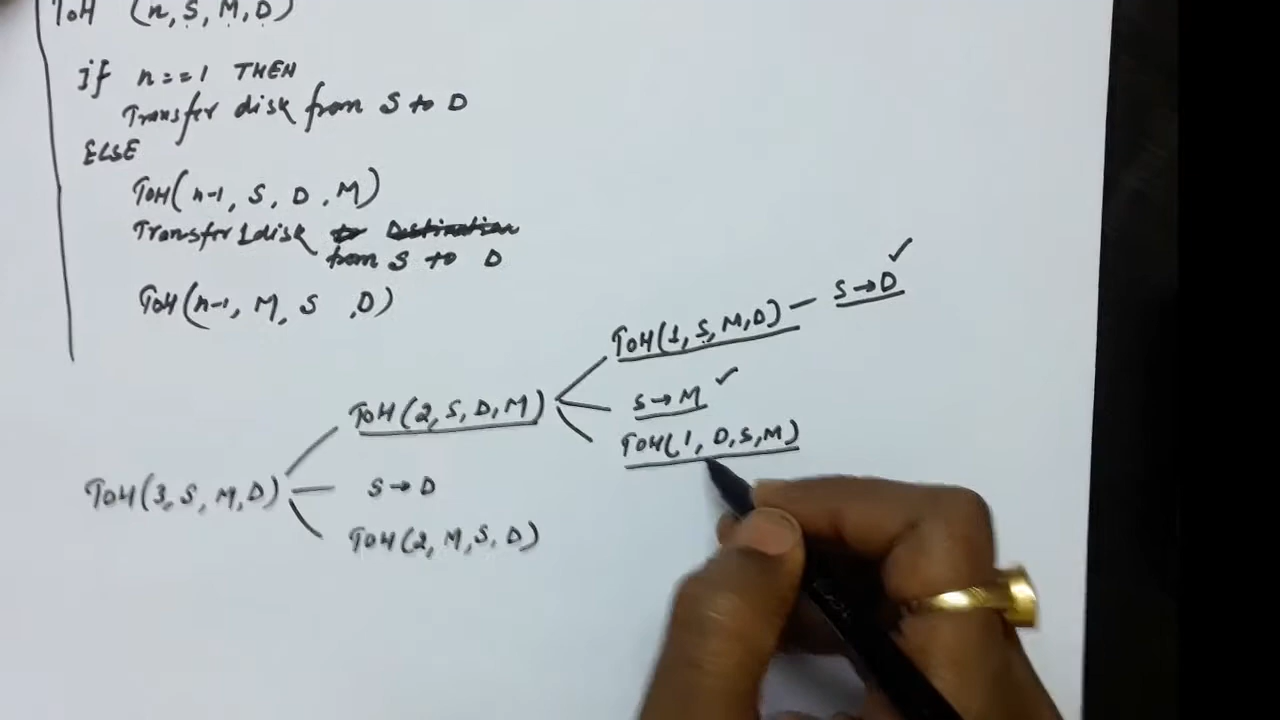 TOH (n, S, M, D)
if n==1 THEN
Transfer disk from S to D
ELSE
TOH(n-1, S, D, M)
Transfer 1disk to Destination
from S to D
TOH(n-1, M, S, D)
S→D ✓
TOH(1, S, M, D)
S→M ✓
TOH(2, S, D, M)
TOH(1, D, S, M)
TOH(3, S, M, D)
S→D
TOH(2, M, S, D)